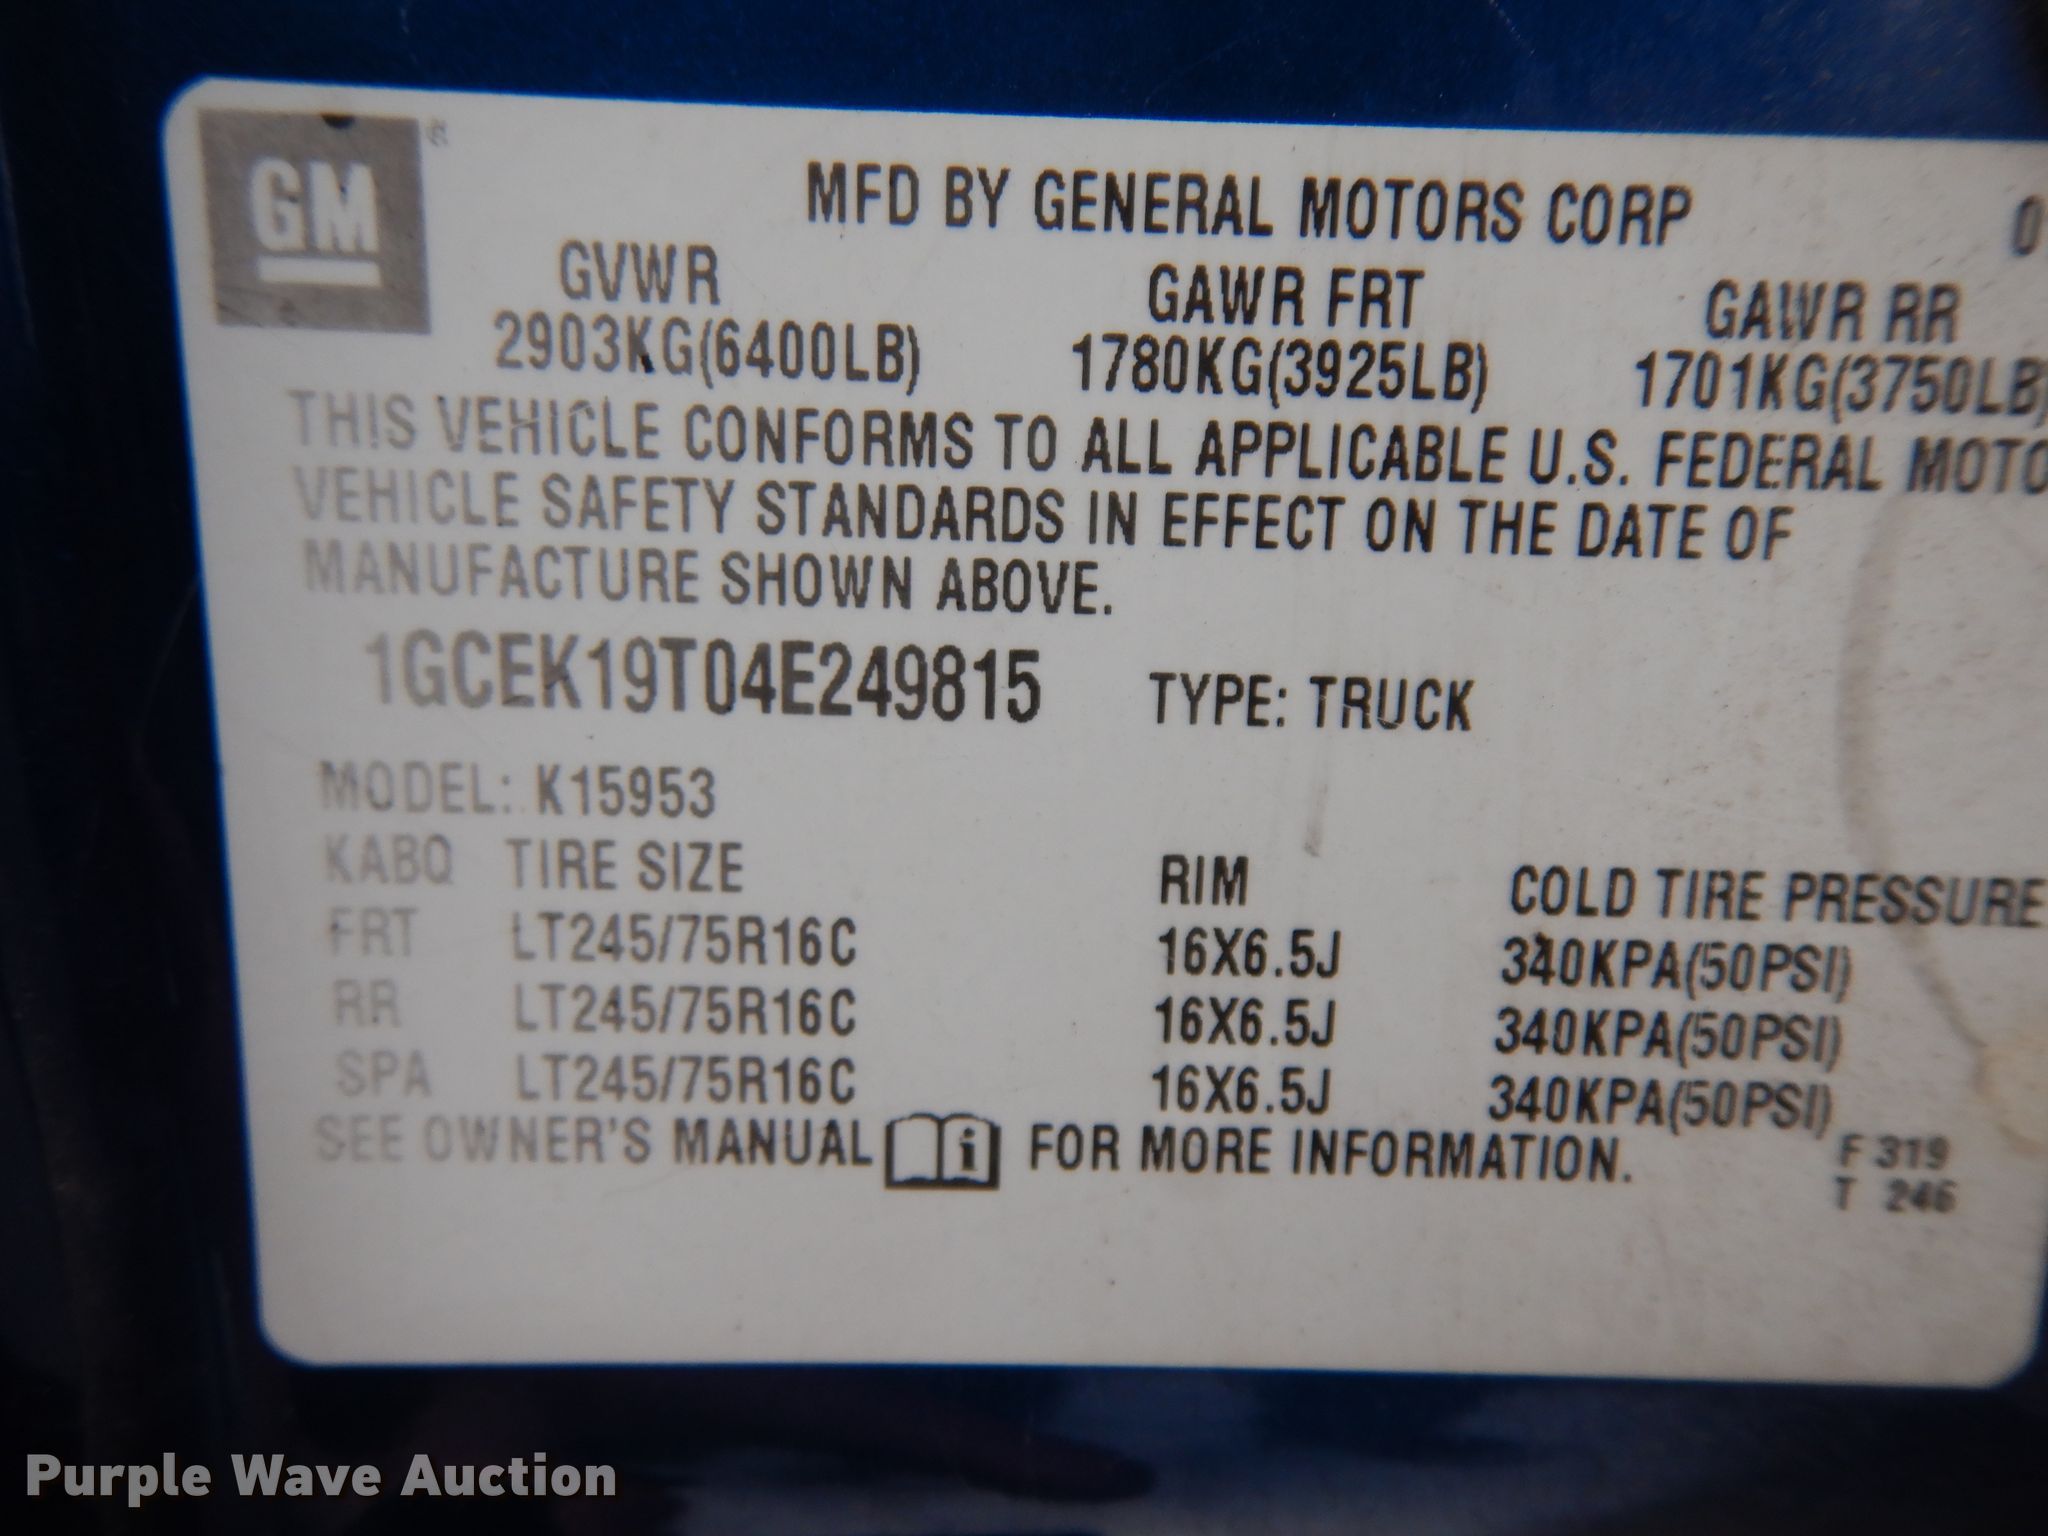 GM
MFD BY GENERAL MOTORS CORP 0
GVWR GAWR FRT GAWR RR
2903KG(6400LB) 1780KG(3925LB) 1701KG(3750LB)
THIS VEHICLE CONFORMS TO ALL APPLICABLE U.S. FEDERAL MOTO
VEHICLE SAFETY STANDARDS IN EFFECT ON THE DATE OF
MANUFACTURE SHOWN ABOVE.
1GCEK19T04E249815 TYPE: TRUCK
MODEL: K15953
KABQ TIRE SIZE RIM COLD TIRE PRESSURE
FRT LT245/75R16C 16X6.5J 340KPA(50PSI)
RR LT245/75R16C 16X6.5J 340KPA(50PSI)
SPA LT245/75R16C 16X6.5J 340KPA(50PSI)
SEE OWNER'S MANUAL i FOR MORE INFORMATION.
F 319
T 246
Purple Wave Auction